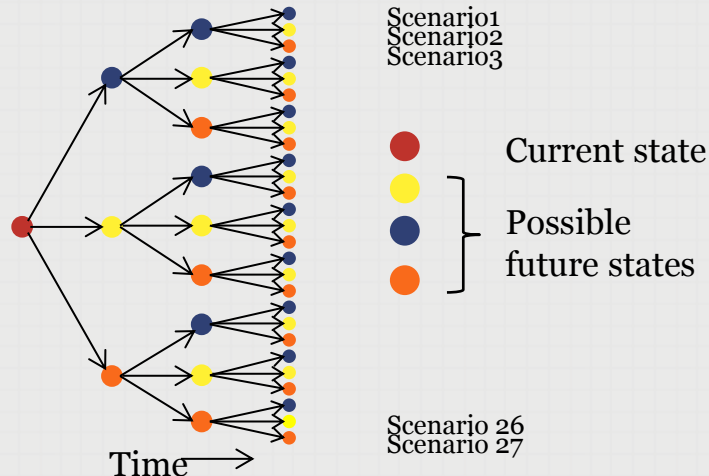 Scenario1
Scenario2
Scenario3
Current state
Possible
future states
Scenario 26
Scenario 27
Time